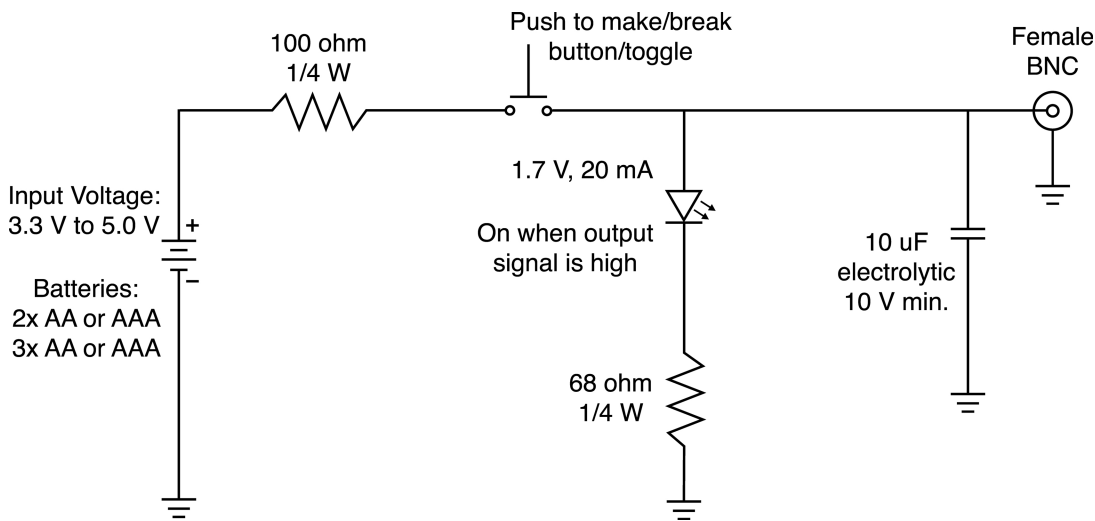 Push to make/break
button/toggle
100 ohm
1/4 W
Female
BNC
1.7 V, 20 mA
Input Voltage:
3.3 V to 5.0 V
+
On when output
signal is high
10 uF
electrolytic
10 V min.
−
Batteries:
2x AA or AAA
3x AA or AAA
68 ohm
1/4 W